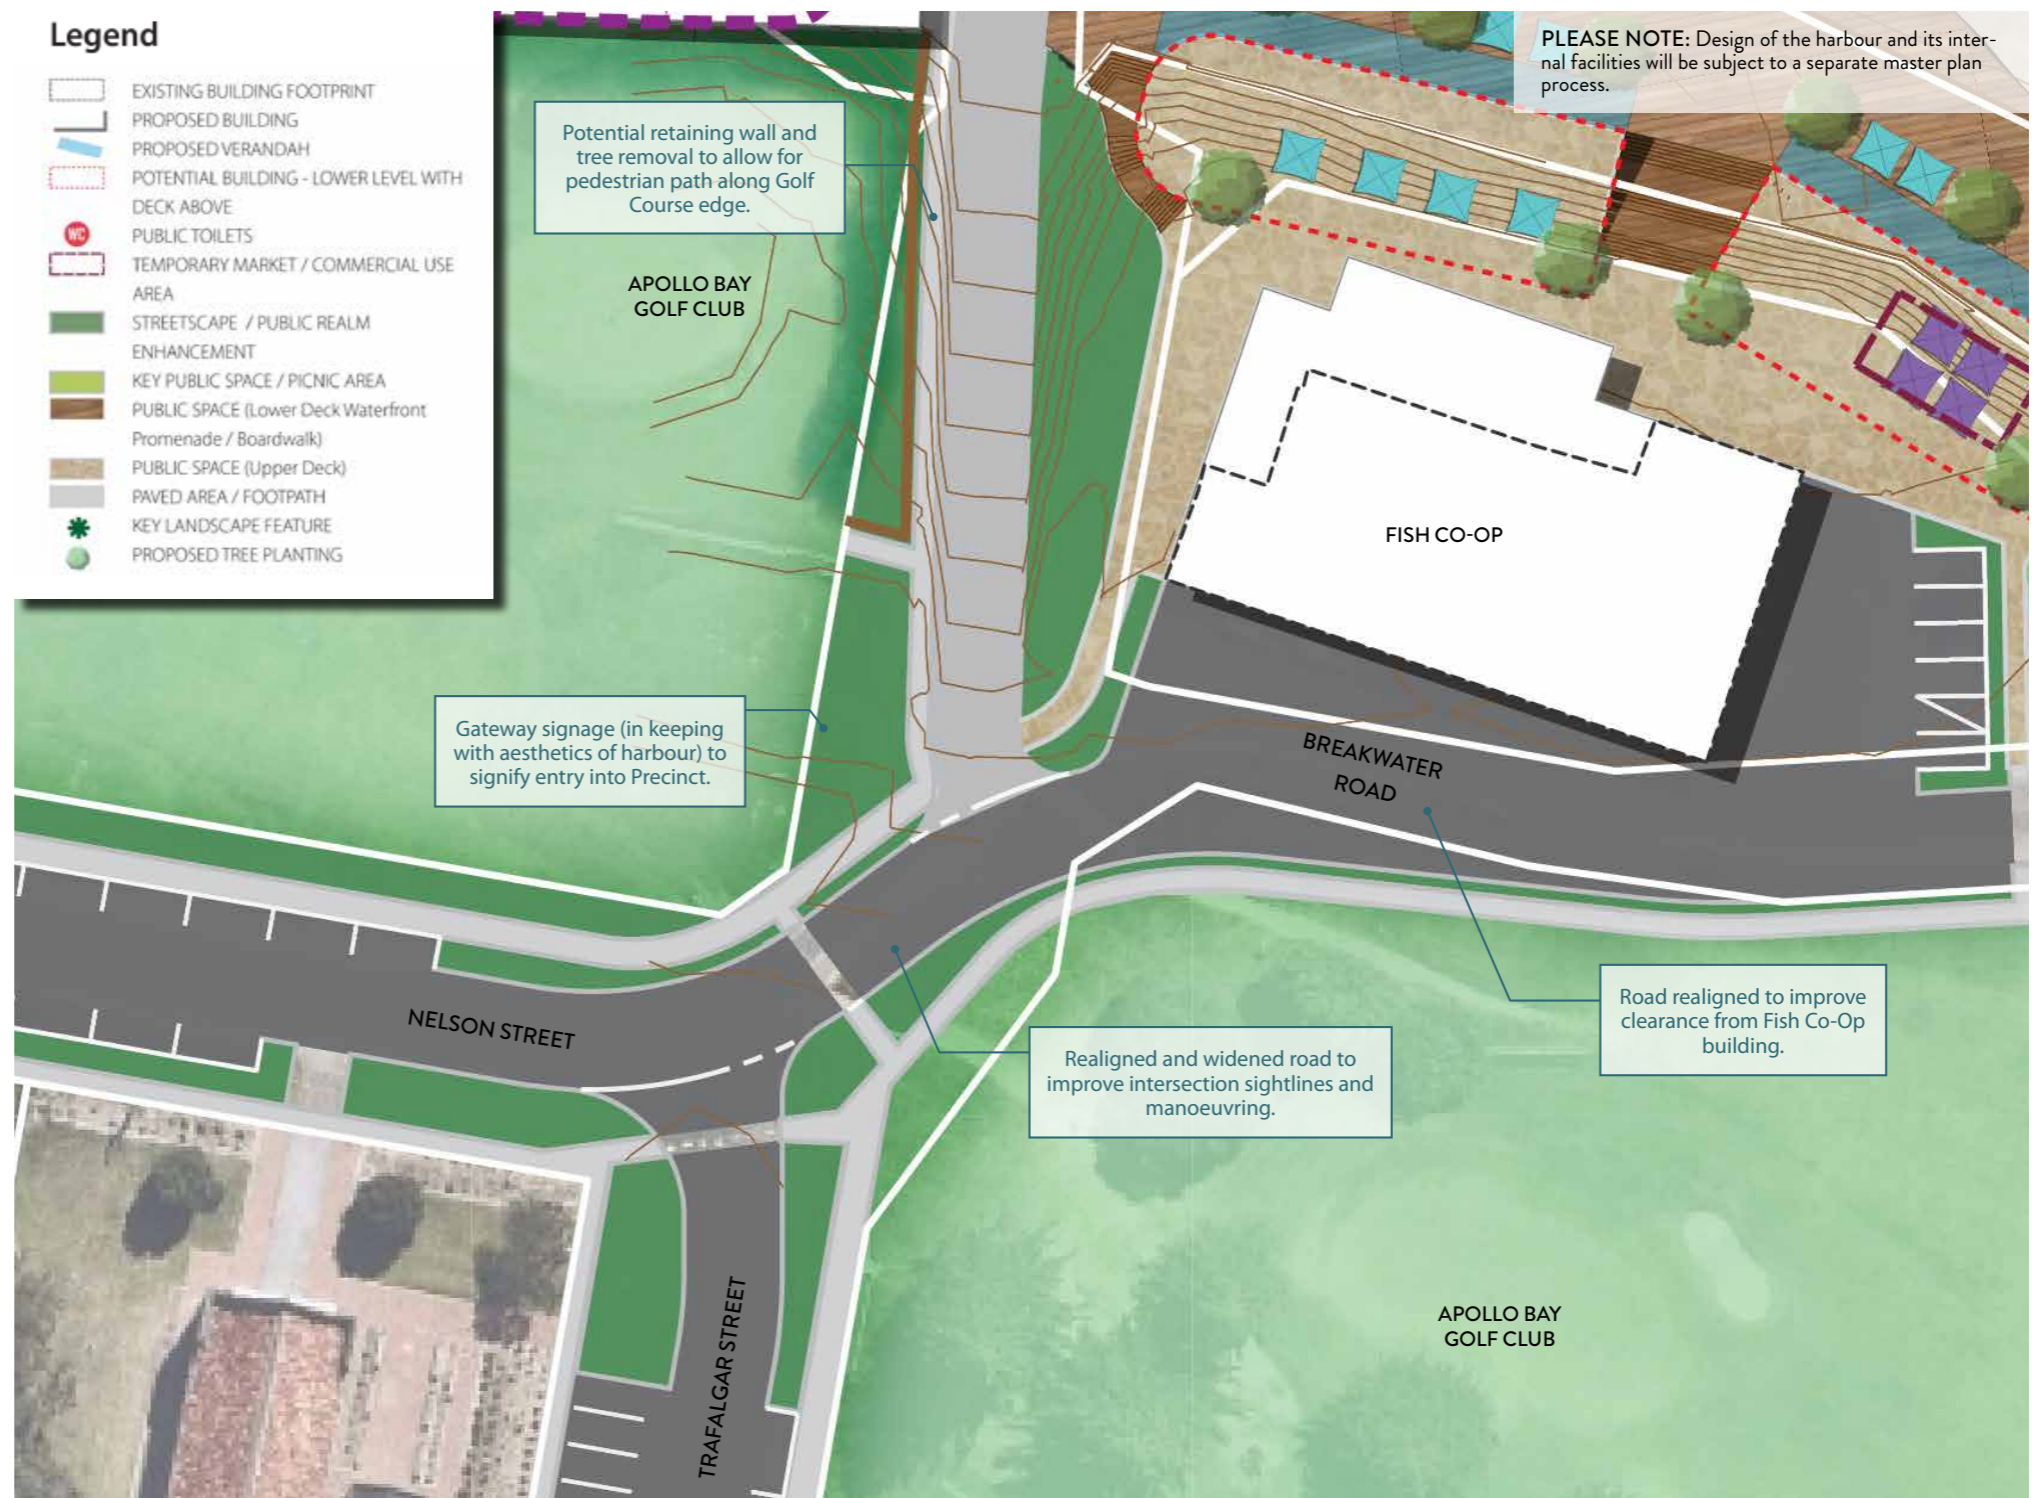 Legend
EXISTING BUILDING FOOTPRINT
PROPOSED BUILDING
PROPOSED VERANDAH
POTENTIAL BUILDING - LOWER LEVEL WITH
DECK ABOVE
WC
PUBLIC TOILETS
TEMPORARY MARKET / COMMERCIAL USE
AREA
STREETSCAPE / PUBLIC REALM
ENHANCEMENT
KEY PUBLIC SPACE / PICNIC AREA
PUBLIC SPACE (Lower Deck Waterfront
Promenade / Boardwalk)
PUBLIC SPACE (Upper Deck)
PAVED AREA / FOOTPATH
KEY LANDSCAPE FEATURE
PROPOSED TREE PLANTING
PLEASE NOTE: Design of the harbour and its inter-
nal facilities will be subject to a separate master plan
process.
Potential retaining wall and
tree removal to allow for
pedestrian path along Golf
Course edge.
APOLLO BAY
GOLF CLUB
FISH CO-OP
Gateway signage (in keeping
with aesthetics of harbour) to
signify entry into Precinct.
BREAKWATER
ROAD
NELSON STREET
Road realigned to improve
clearance from Fish Co-Op
building.
Realigned and widened road to
improve intersection sightlines and
manoeuvring.
TRAFALGAR STREET
APOLLO BAY
GOLF CLUB